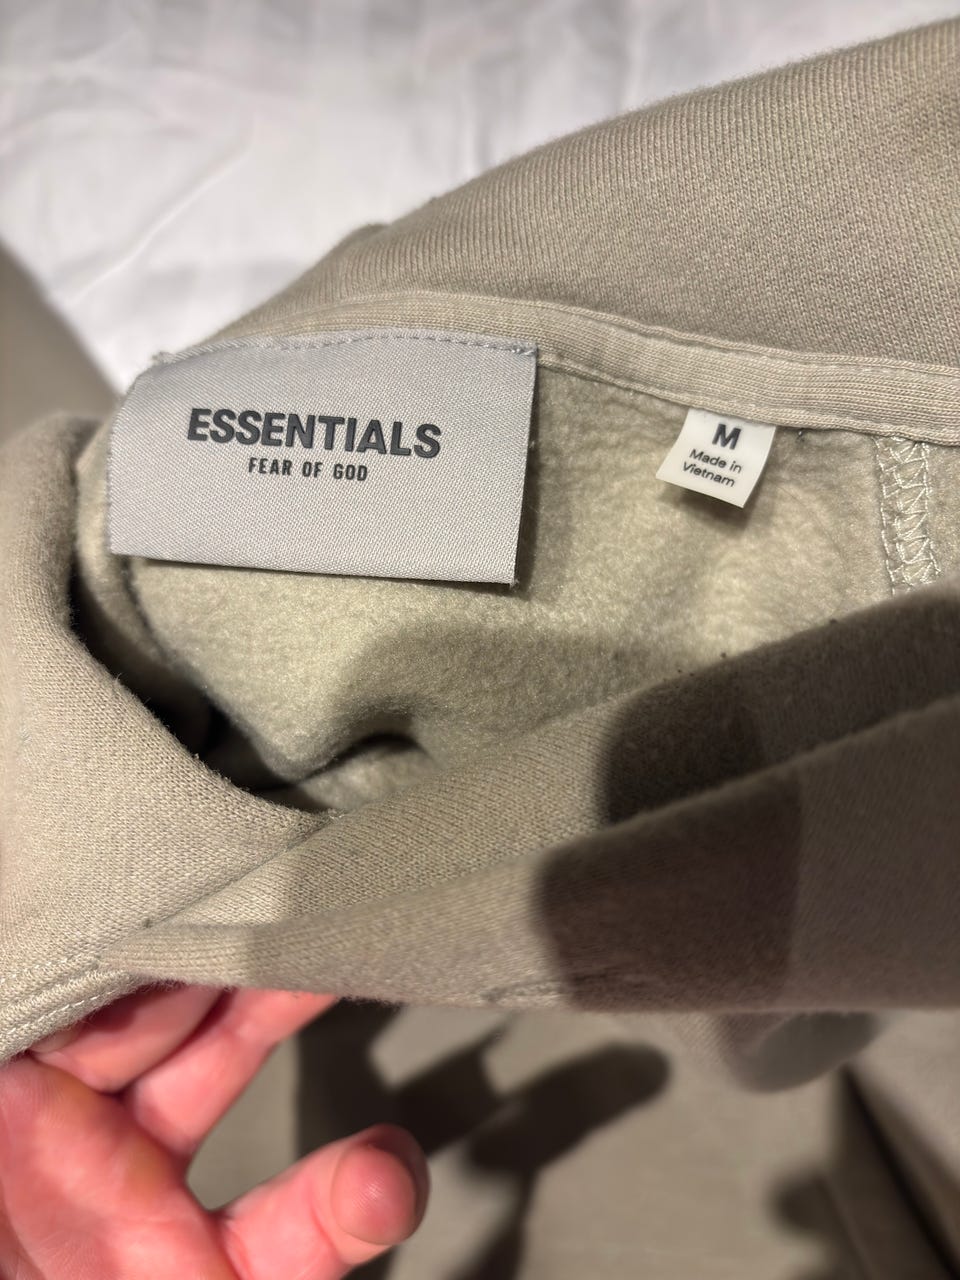 ESSENTIALS
FEAR OF GOD
M
Made in
Vietnam